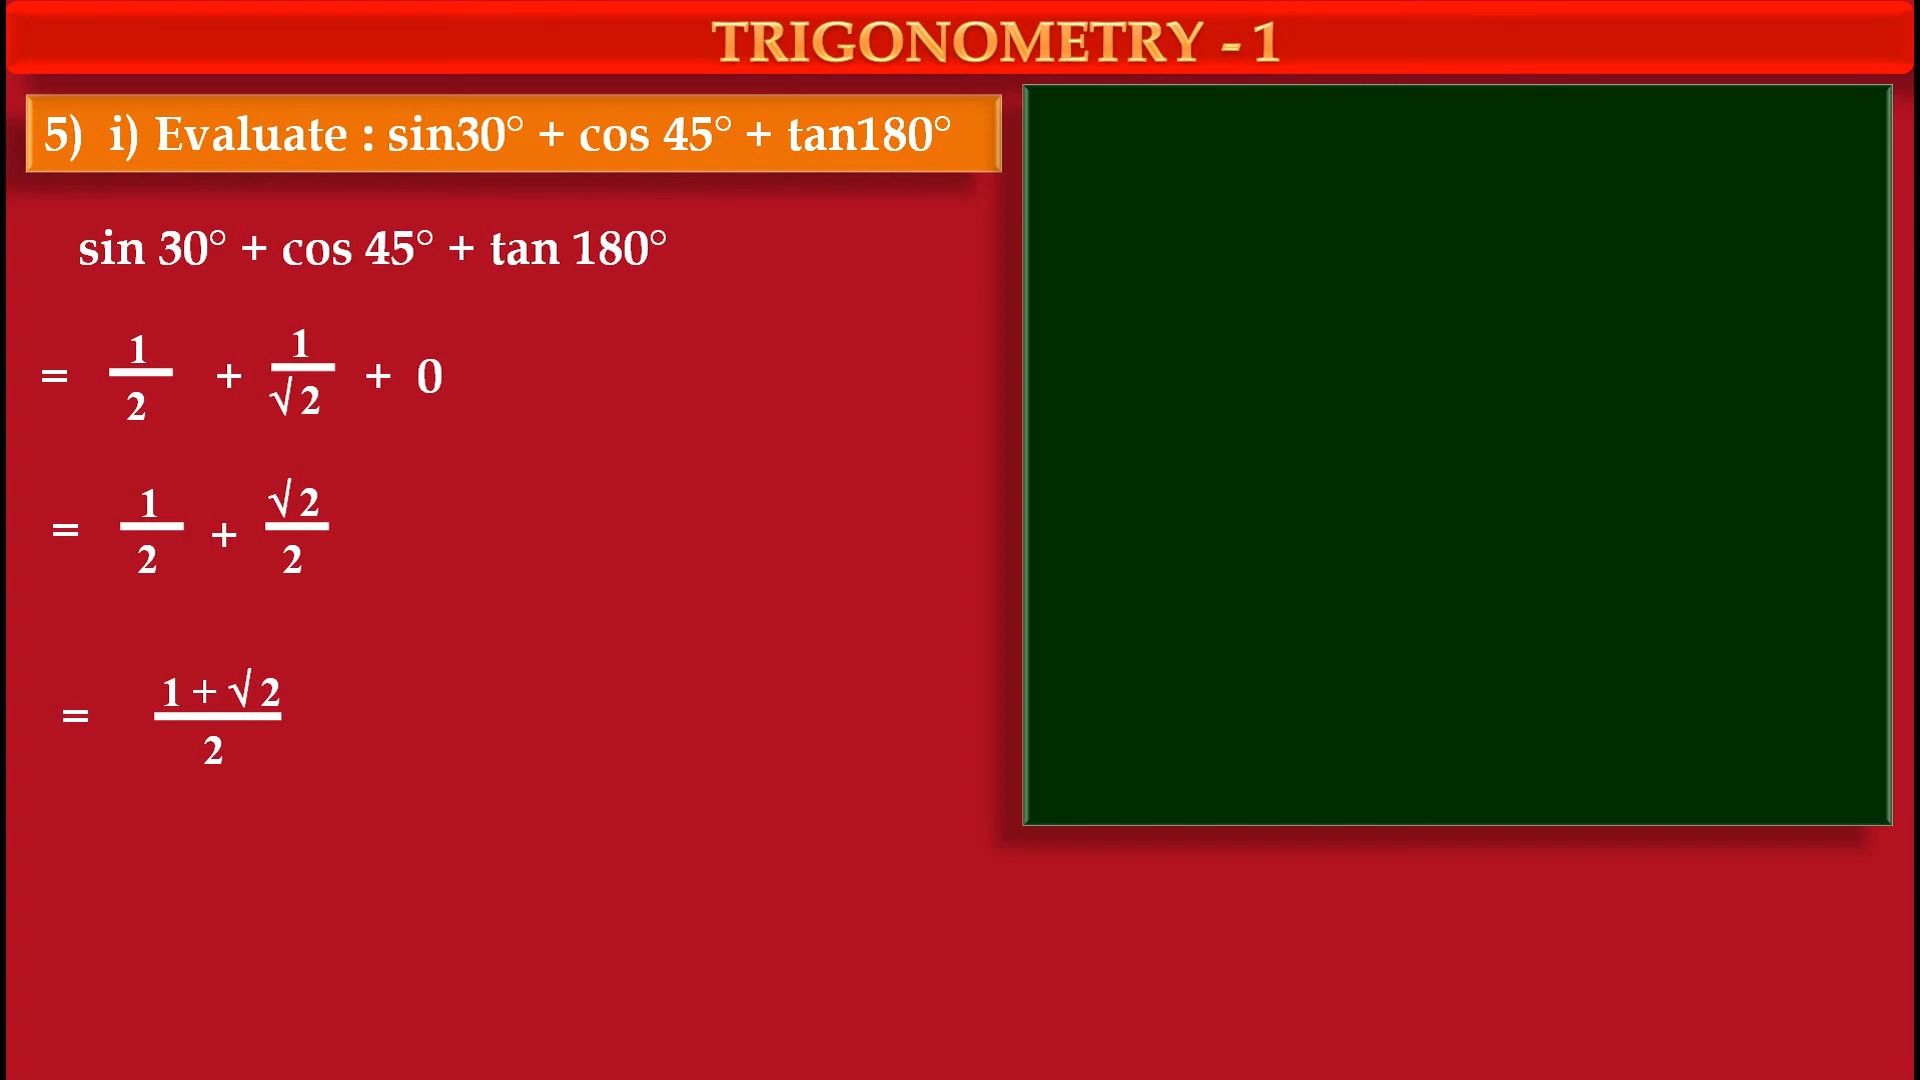 TRIGONOMETRY - 1
5) i) Evaluate : sin30° + cos 45° + tan180°
sin 30° + cos 45° + tan 180°
= 1/2 + 1/√2 + 0
= 1/2 + √2/2
= (1 + √2)/2